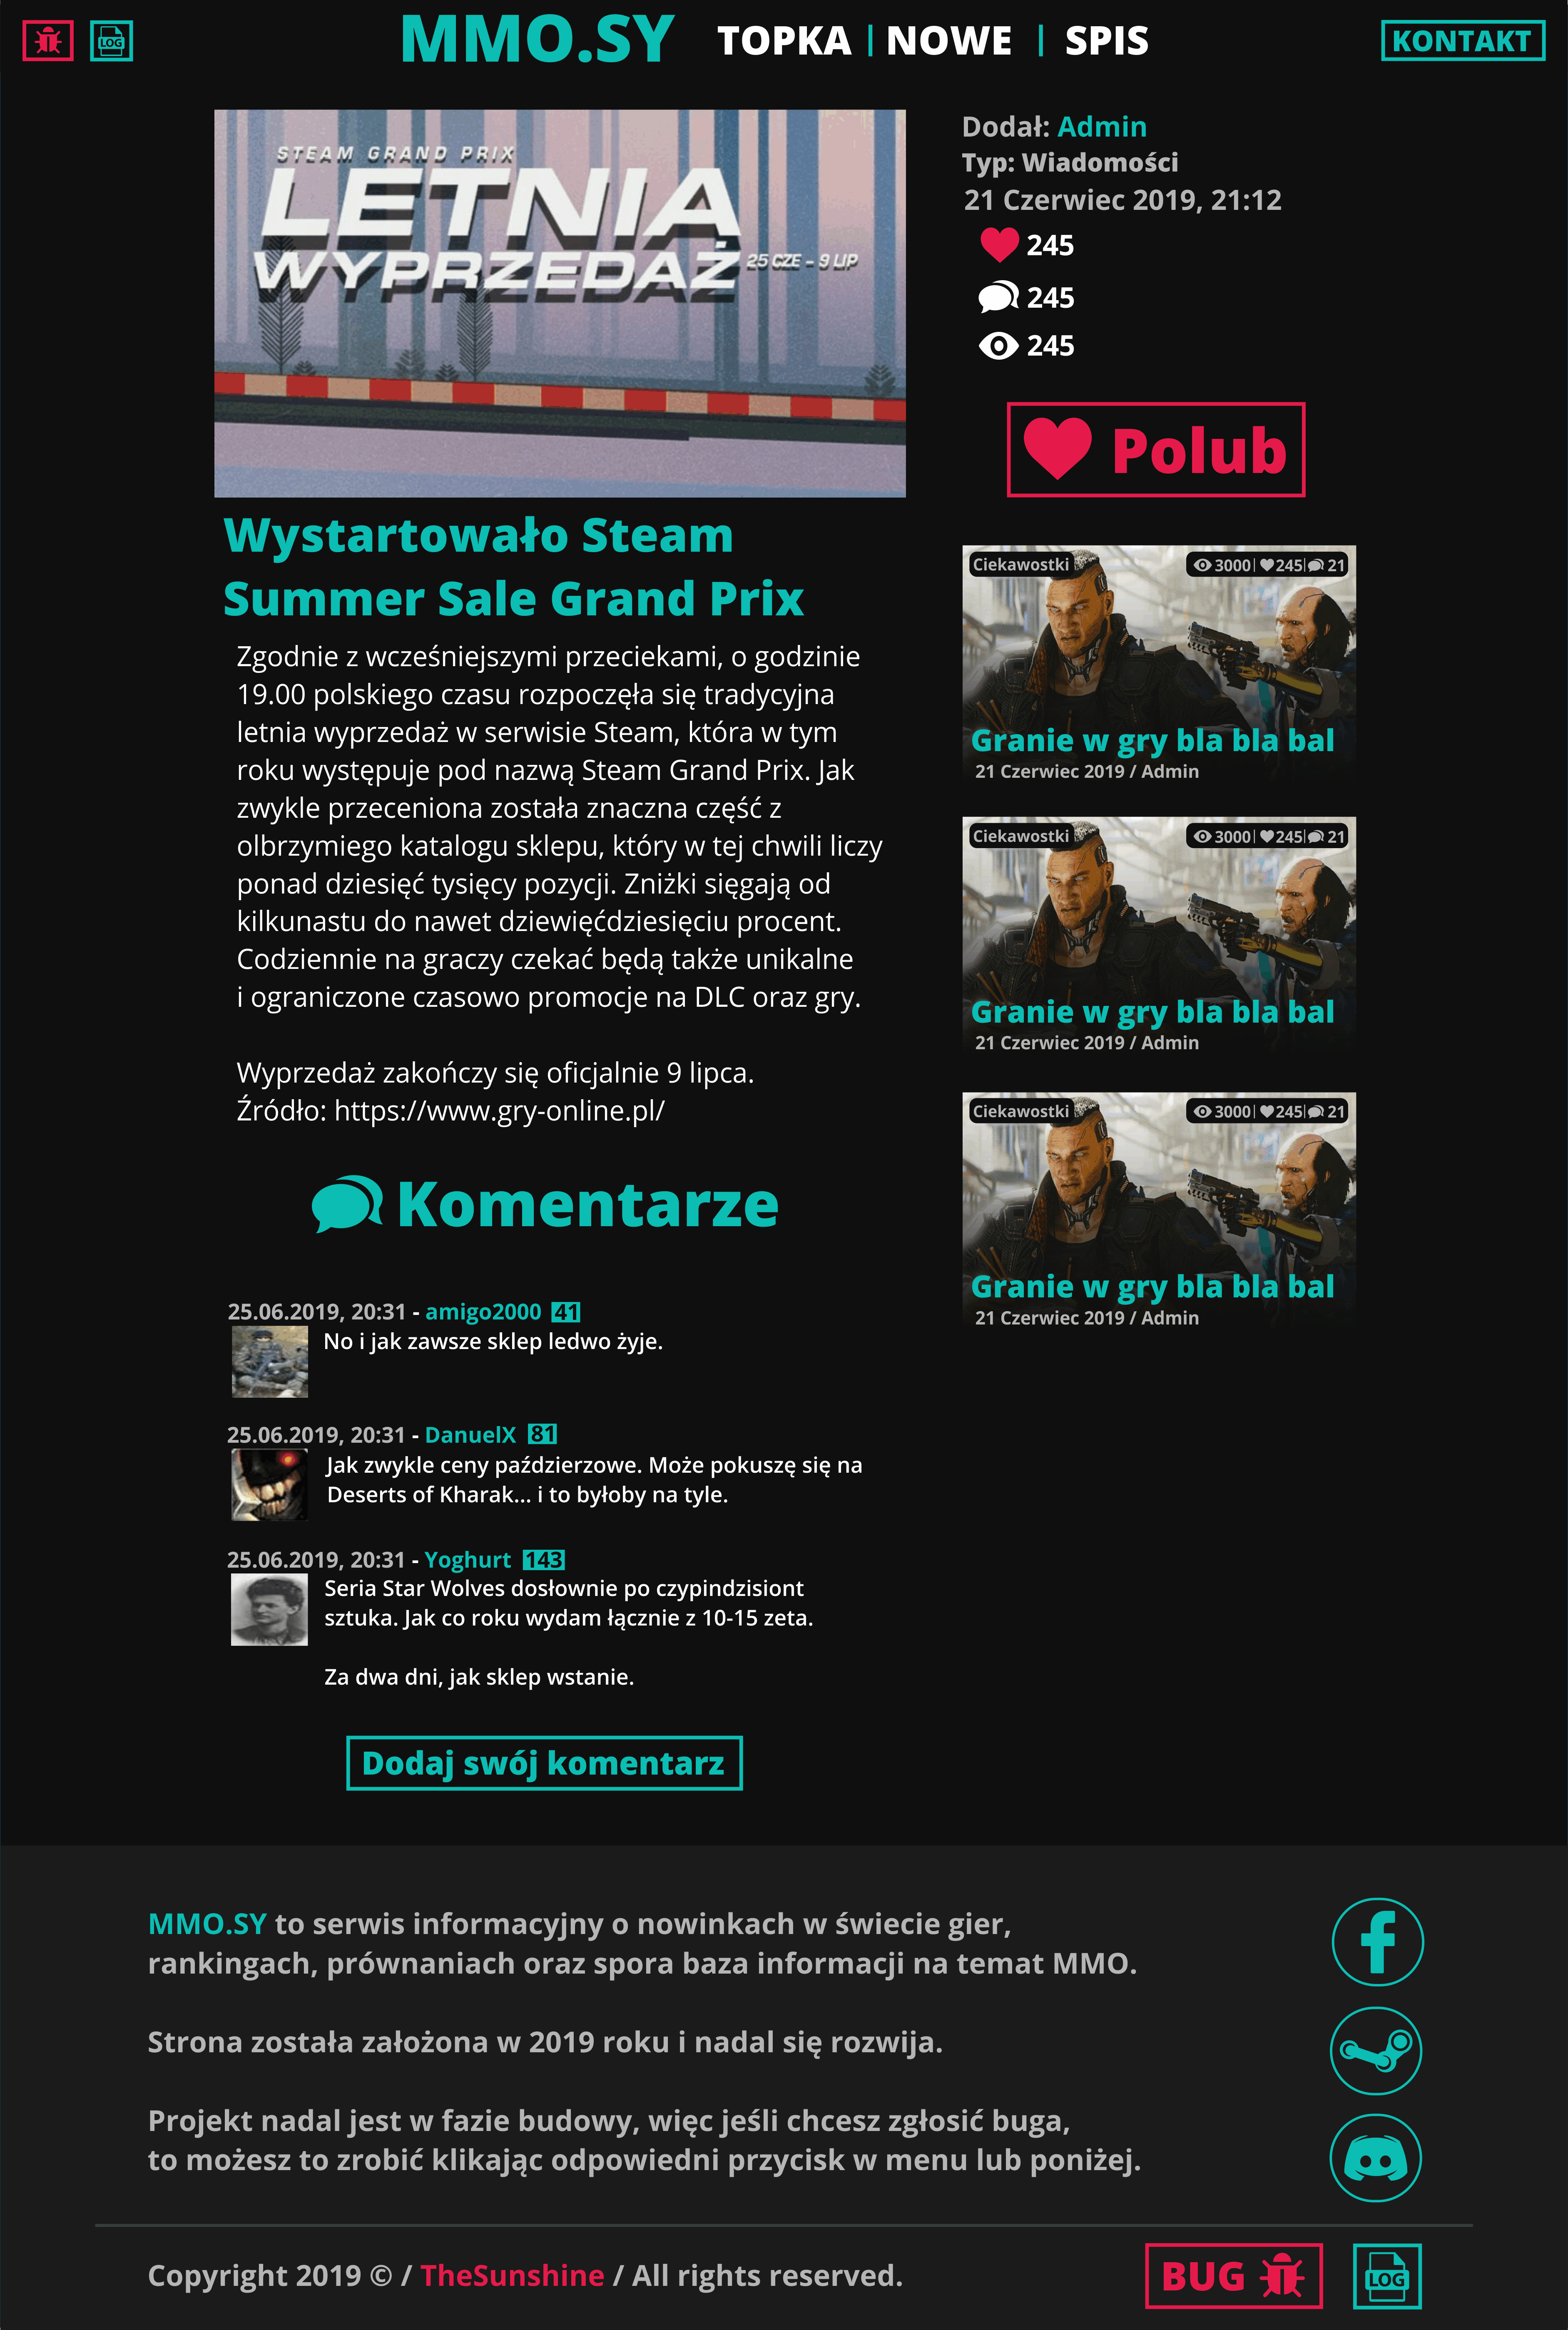 LOG
MMO.SY
TOPKA | NOWE | SPIS
KONTAKT
STEAM GRAND PRIX
LETNIA
WYPRZEDAŻ
25 CZE - 9 LIP
Dodał: Admin
Typ: Wiadomości
21 Czerwiec 2019, 21:12
245
245
245
Polub
Wystartowało Steam
Summer Sale Grand Prix
Zgodnie z wcześniejszymi przeciekami, o godzinie
19.00 polskiego czasu rozpoczęła się tradycyjna
letnia wyprzedaż w serwisie Steam, która w tym
roku występuje pod nazwą Steam Grand Prix. Jak
zwykle przeceniona została znaczna część z
olbrzymiego katalogu sklepu, który w tej chwili liczy
ponad dziesięć tysięcy pozycji. Zniżki sięgają od
kilkunastu do nawet dziewięćdziesięciu procent.
Codziennie na graczy czekać będą także unikalne
i ograniczone czasowo promocje na DLC oraz gry.
Wyprzedaż zakończy się oficjalnie 9 lipca.
Źródło: https://www.gry-online.pl/
Ciekawostki
3000| 245| 21
Granie w gry bla bla bal
21 Czerwiec 2019 / Admin
Ciekawostki
3000| 245| 21
Granie w gry bla bla bal
21 Czerwiec 2019 / Admin
Ciekawostki
3000| 245| 21
Granie w gry bla bla bal
21 Czerwiec 2019 / Admin
Komentarze
25.06.2019, 20:31 - amigo2000 41
No i jak zawsze sklep ledwo żyje.
25.06.2019, 20:31 - DanuelX 81
Jak zwykle ceny paździerzowe. Może pokuszę się na
Deserts of Kharak... i to byłoby na tyle.
25.06.2019, 20:31 - Yoghurt 143
Seria Star Wolves dosłownie po czypindzisiont
sztuka. Jak co roku wydam łącznie z 10-15 zeta.
Za dwa dni, jak sklep wstanie.
Dodaj swój komentarz
MMO.SY to serwis informacyjny o nowinkach w świecie gier,
rankingach, prównaniach oraz spora baza informacji na temat MMO.
Strona została założona w 2019 roku i nadal się rozwija.
Projekt nadal jest w fazie budowy, więc jeśli chcesz zgłosić buga,
to możesz to zrobić klikając odpowiedni przycisk w menu lub poniżej.
Copyright 2019 © / TheSunshine / All rights reserved.
BUG
LOG